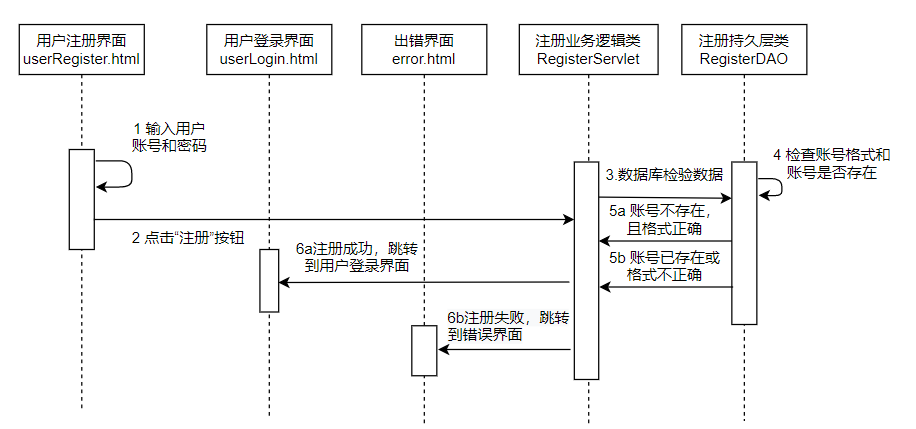 用户注册界面
userRegister.html
用户登录界面
userLogin.html
出错界面
error.html
注册业务逻辑类
RegisterServlet
注册持久层类
RegisterDAO
1 输入用户
账号和密码
2 点击“注册”按钮
3.数据库检验数据
4 检查账号格式和
账号是否存在
5a 账号不存在，
且格式正确
5b 账号已存在或
格式不正确
6a注册成功，跳转
到用户登录界面
6b注册失败，跳转
到错误界面